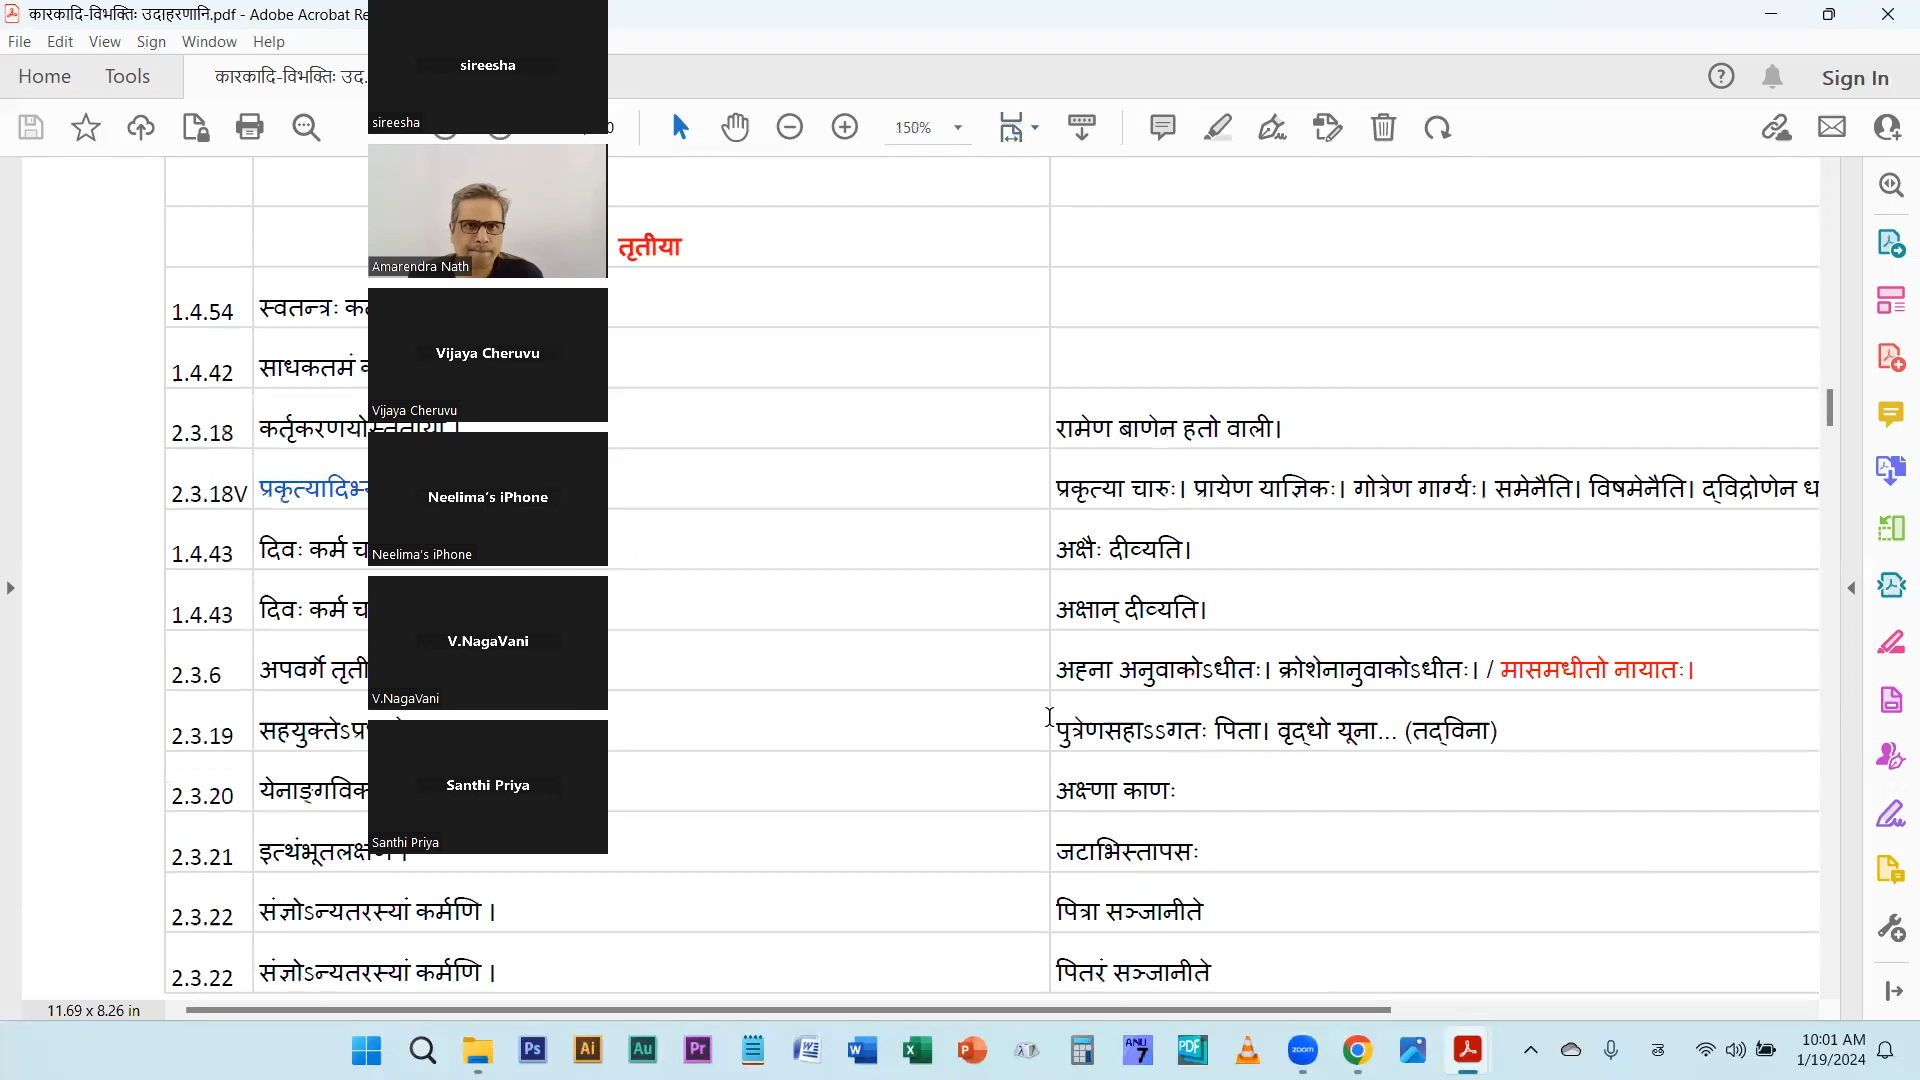 कारकादि-विभक्तिः उदाहरणानि.pdf - Adobe Acrobat Re
File Edit View Sign Window Help
Home Tools कारकादि-विभक्तिः उद. Sign In
150%
sireesha
sireesha
Amarendra Nath
Vijaya Cheruvu
Vijaya Cheruvu
Neelima's iPhone
Neelima's iPhone
V.NagaVani
V.NagaVani
Santhi Priya
Santhi Priya
तृतीया
1.4.54 स्वतन्त्रः
1.4.42 साधकतमं
2.3.18 कर्तृकरणयोस्तृतीया । रामेण बाणेन हतो वाली।
2.3.18V प्रकृत्या चारुः। प्रायेण याज्ञिकः। गोत्रेण गार्ग्यः। समेनैति। विषमेनैति। द्विद्रोणेन ध
1.4.43 दिवः कर्म च अक्षैः दीव्यति।
1.4.43 दिवः कर्म च अक्षान् दीव्यति।
2.3.6 अपवर्गे अह्ना अनुवाकोऽधीतः। क्रोशेनानुवाकोऽधीतः। / मासमधीतो नायातः।
2.3.19 पुत्रेणसहाऽऽगतः पिता। वृद्धो यूना... (तद्विना)
2.3.20 अक्ष्णा काणः
2.3.21 जटाभिस्तापसः
2.3.22 संज्ञोऽन्यतरस्यां कर्मणि । पित्रा सञ्जानीते
2.3.22 संज्ञोऽन्यतरस्यां कर्मणि । पितरं सञ्जानीते
11.69 x 8.26 in
10:01 AM
1/19/2024